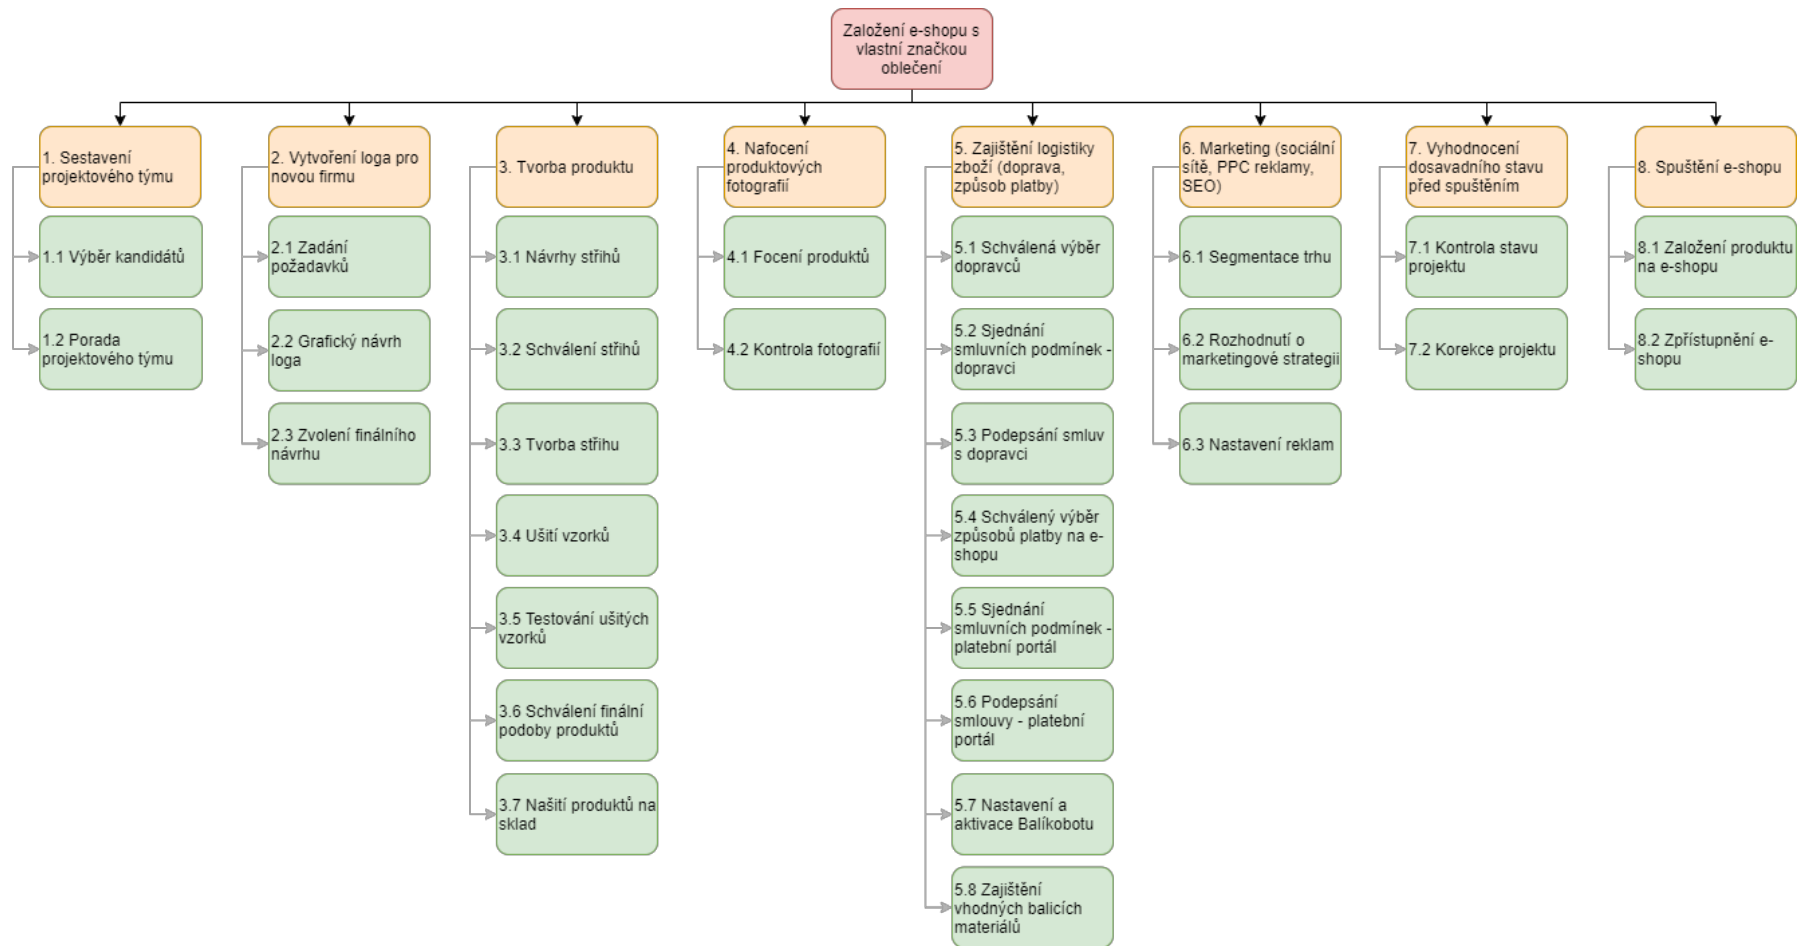 Založení e-shopu s
vlastní značkou
oblečení
1. Sestavení
projektového týmu
1.1 Výběr kandidátů
1.2 Porada
projektového týmu
2. Vytvoření loga pro
novou firmu
2.1 Zadání
požadavků
2.2 Grafický návrh
loga
2.3 Zvolení finálního
návrhu
3. Tvorba produktu
3.1 Návrhy střihů
3.2 Schválení střihů
3.3 Tvorba střihu
3.4 Ušití vzorků
3.5 Testování ušitých
vzorků
3.6 Schválení finální
podoby produktů
3.7 Našití produktů na
sklad
4. Nafocení
produktových
fotografií
4.1 Focení produktů
4.2 Kontrola fotografií
5. Zajištění logistiky
zboží (doprava,
způsob platby)
5.1 Schválená výběr
dopravců
5.2 Sjednání
smluvních podmínek -
dopravci
5.3 Podepsání smluv
s dopravci
5.4 Schválený výběr
způsobů platby na e-
shopu
5.5 Sjednání
smluvních podmínek -
platební portál
5.6 Podepsání
smlouvy - platební
portál
5.7 Nastavení a
aktivace Balíkobotu
5.8 Zajištění
vhodných balicích
materiálů
6. Marketing (sociální
sítě, PPC reklamy,
SEO)
6.1 Segmentace trhu
6.2 Rozhodnutí o
marketingové strategii
6.3 Nastavení reklam
7. Vyhodnocení
dosavadního stavu
před spuštěním
7.1 Kontrola stavu
projektu
7.2 Korekce projektu
8. Spuštění e-shopu
8.1 Založení produktu
na e-shopu
8.2 Zpřístupnění e-
shopu